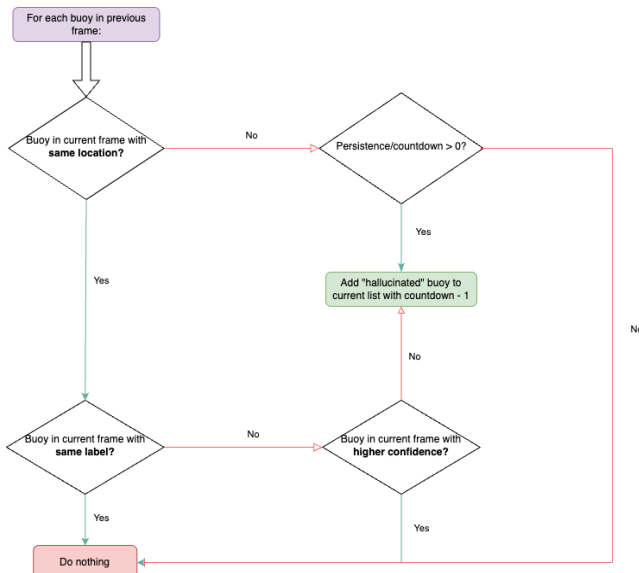 For each buoy in previous
frame:
Buoy in current frame with
same location?
No
Persistence/countdown > 0?
Yes
Yes
Add "hallucinated" buoy to
current list with countdown - 1
No
No
Buoy in current frame with
same label?
No
Buoy in current frame with
higher confidence?
Yes
Yes
Do nothing